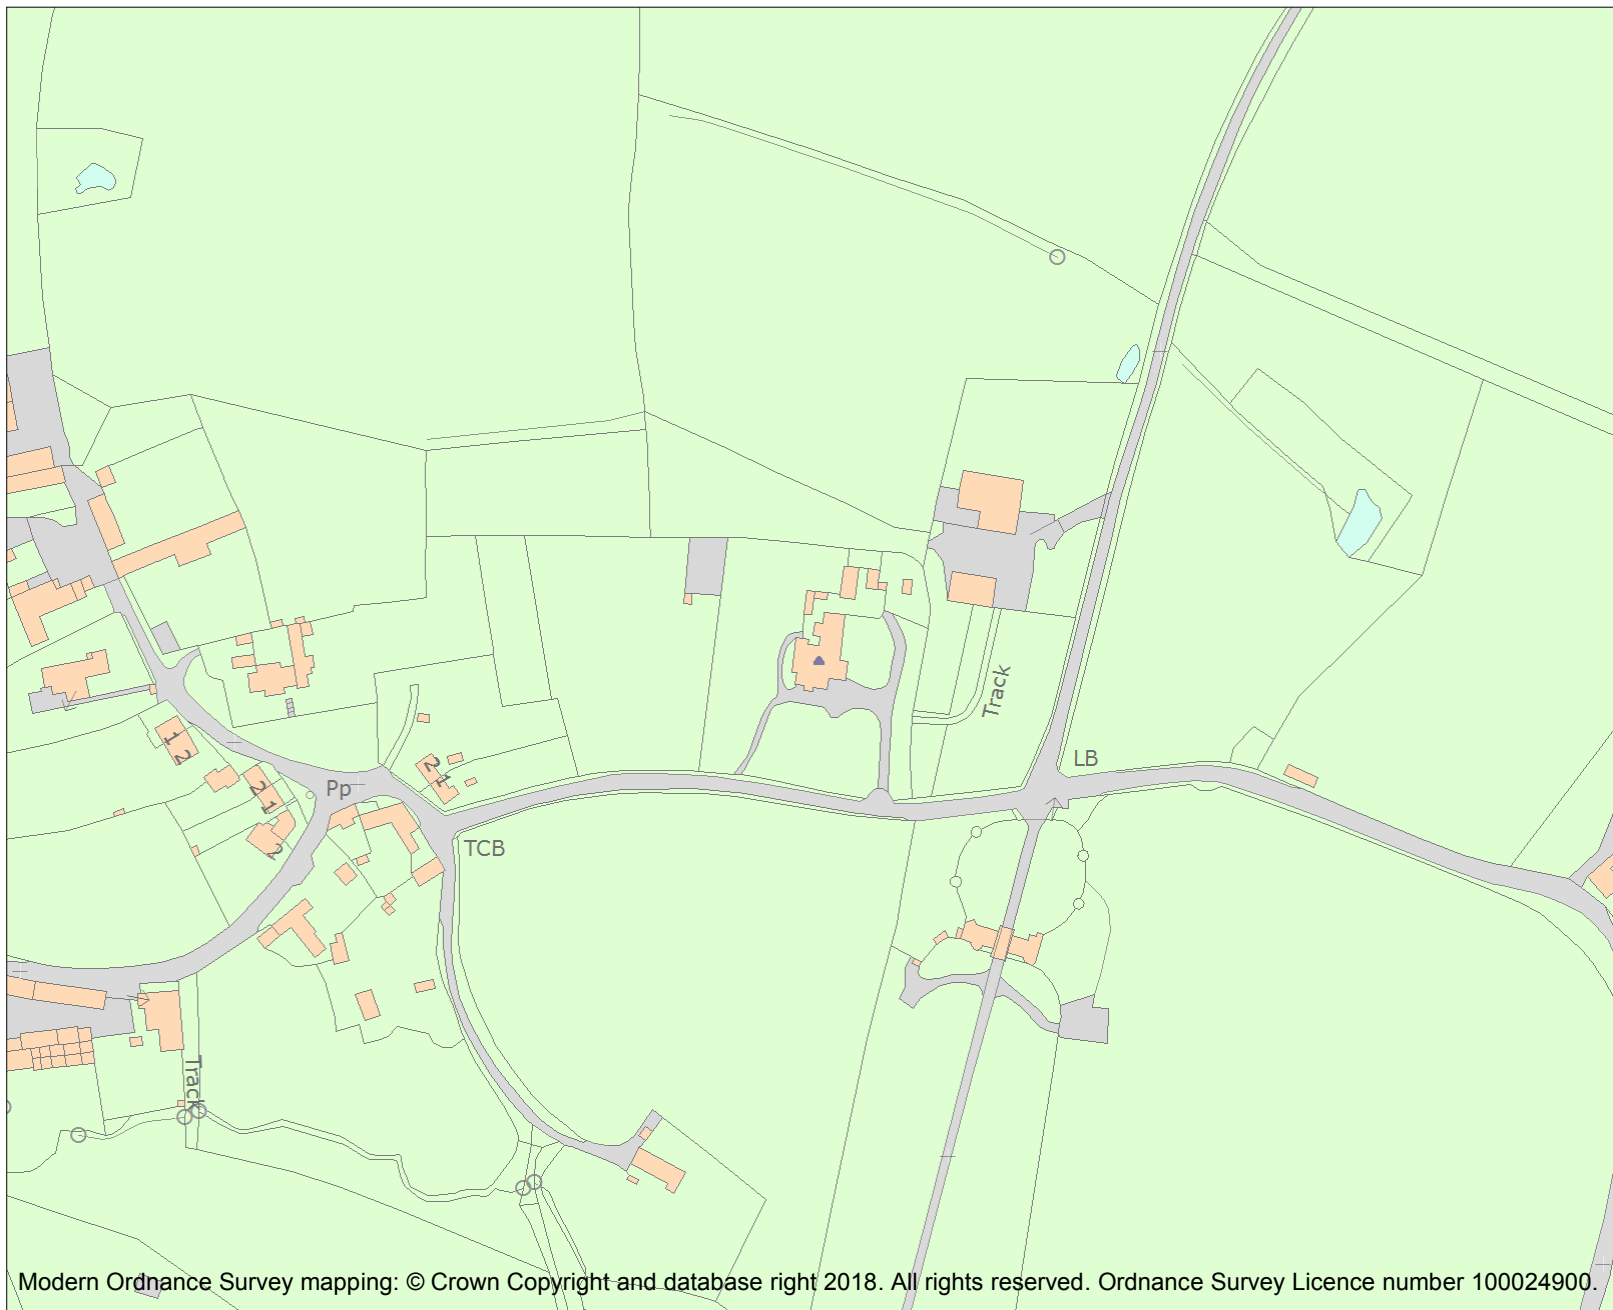 Track
1 2
2 1
LB
2 1
Pp
2
TCB
Track
Modern Ordnance Survey mapping: © Crown Copyright and database right 2018. All rights reserved. Ordnance Survey Licence number 100024900.